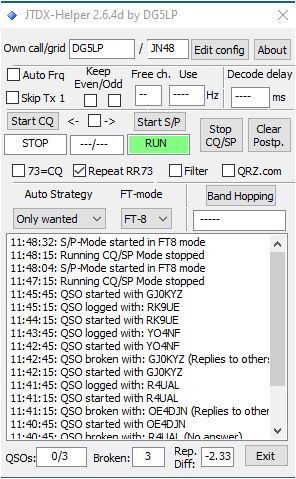 JTDX-Helper 2.6.4d by DG5LP
Own call/grid DG5LP / JN48 Edit config About
Auto Frq Keep Even/Odd Free ch. Use Decode delay
Skip Tx 1 -- ---- Hz ---- ms
Start CQ <- -> Start S/P Stop CQ/SP Clear Postp.
STOP ---/--- RUN
73=CQ Repeat RR73 Filter QRZ.com
Auto Strategy FT-mode Band Hopping
Only wanted FT-8 -----
11:48:32: S/P-Mode started in FT8 mode
11:48:15: Running CQ/SP Mode stopped
11:48:04: S/P-Mode started in FT8 mode
11:47:15: Running CQ/SP Mode stopped
11:45:45: QSO started with GJ0KYZ
11:45:15: QSO logged with: RK9UE
11:44:15: QSO started with RK9UE
11:43:15: QSO logged with: YO4NF
11:42:45: QSO started with YO4NF
11:42:45: QSO broken with: GJ0KYZ (Replies to others
11:42:15: QSO started with GJ0KYZ
11:41:45: QSO logged with: R4UAL
11:41:15: QSO started with R4UAL
11:41:15: QSO broken with: OE4DJN (Replies to other
11:40:45: QSO started with OE4DJN
11:40:45: QSO broken with: R4UAL (No answer)
QSOs: 0/3 Broken: 3 Rep. Diff: -2.33 Exit